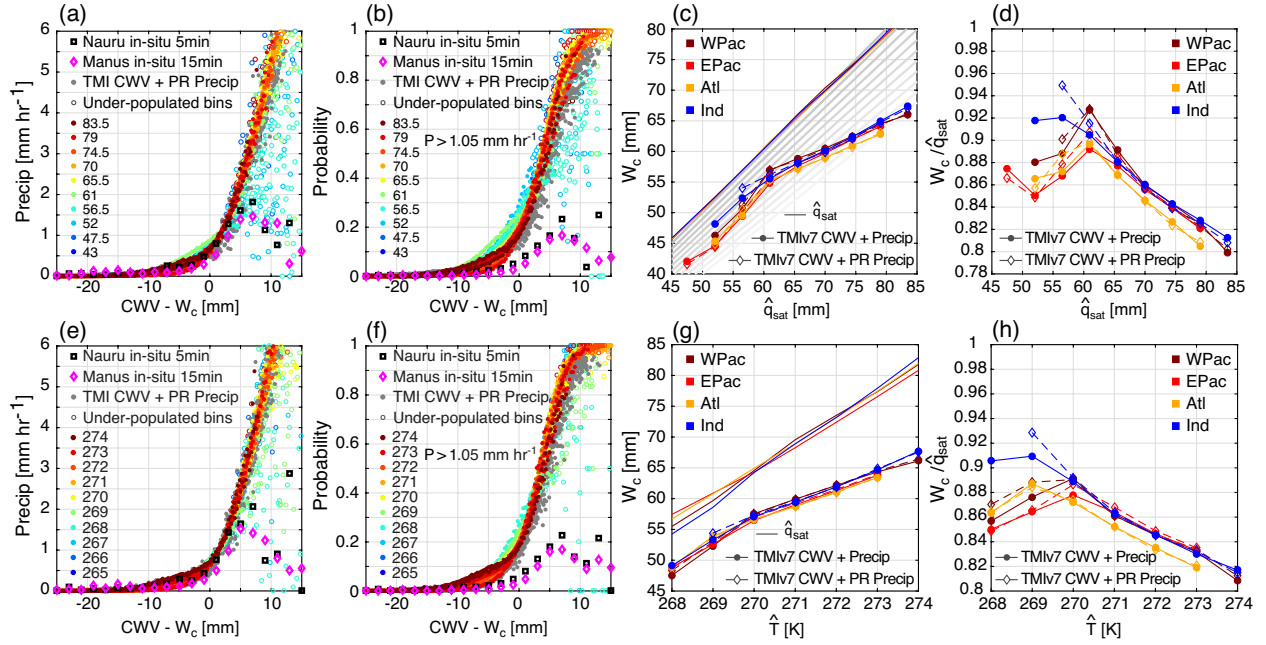 (a)
Precip [mm hr-1]
6
5
4
3
2
1
0
Nauru in-situ 5min
Manus in-situ 15min
TMI CWV + PR Precip
Under-populated bins
83.5
79
74.5
70
65.5
61
56.5
52
47.5
43
-20
-10
0
10
CWV - Wc [mm]
(b)
Probability
1
0.8
0.6
0.4
0.2
0
Nauru in-situ 5min
Manus in-situ 15min
TMI CWV + PR Precip
Under-populated bins
83.5
79
74.5
70
65.5
61
56.5
52
47.5
43
P > 1.05 mm hr-1
-20
-10
0
10
CWV - Wc [mm]
(c)
Wc [mm]
80
75
70
65
60
55
50
45
40
WPac
EPac
Atl
Ind
q̂sat
TMIv7 CWV + Precip
TMIv7 CWV + PR Precip
45 50 55 60 65 70 75 80 85
q̂sat [mm]
(d)
Wc / q̂sat
1
0.96
0.92
0.88
0.84
0.8
0.76
WPac
EPac
Atl
Ind
TMIv7 CWV + Precip
TMIv7 CWV + PR Precip
45 50 55 60 65 70 75 80 85
q̂sat [mm]
(e)
Precip [mm hr-1]
6
5
4
3
2
1
0
Nauru in-situ 5min
Manus in-situ 15min
TMI CWV + PR Precip
Under-populated bins
274
273
272
271
270
269
268
267
266
265
-20
-10
0
10
CWV - Wc [mm]
(f)
Probability
1
0.8
0.6
0.4
0.2
0
Nauru in-situ 5min
Manus in-situ 15min
TMI CWV + PR Precip
Under-populated bins
274
273
272
271
270
269
268
267
266
265
P > 1.05 mm hr-1
-20
-10
0
10
CWV - Wc [mm]
(g)
Wc [mm]
85
80
75
70
65
60
55
50
45
WPac
EPac
Atl
Ind
q̂sat
TMIv7 CWV + Precip
TMIv7 CWV + PR Precip
268 269 270 271 272 273 274
T̂ [K]
(h)
Wc / q̂sat
1
0.96
0.92
0.9
0.88
0.84
0.82
0.8
WPac
EPac
Atl
Ind
TMIv7 CWV + Precip
TMIv7 CWV + PR Precip
268 269 270 271 272 273 274
T̂ [K]